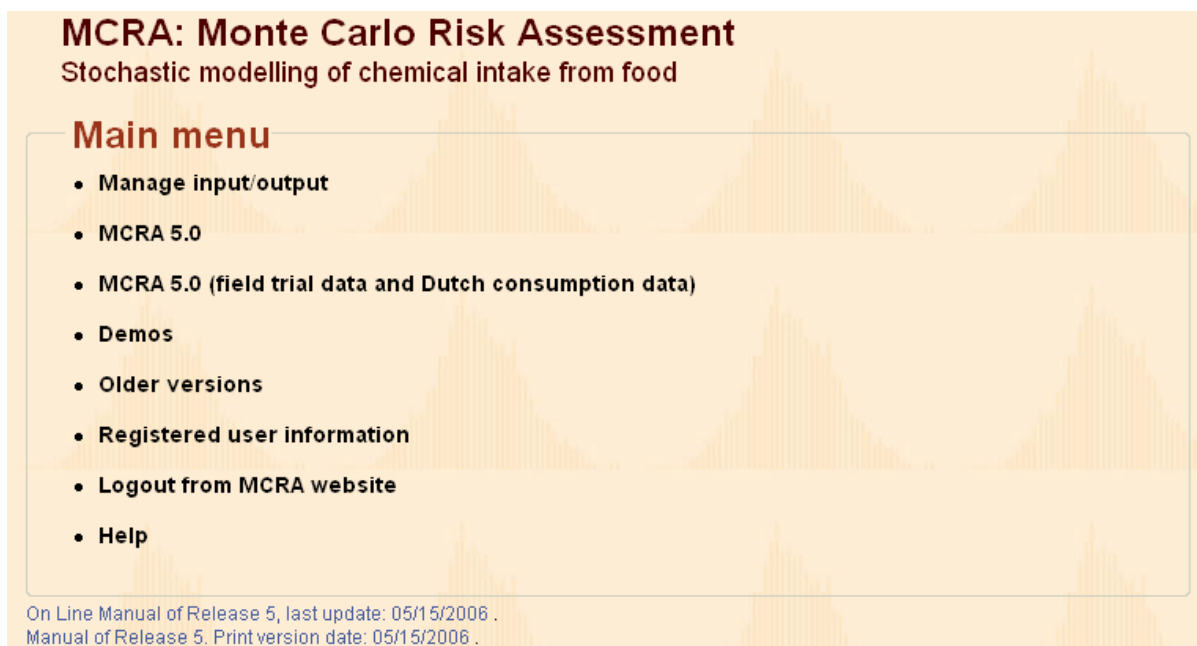 MCRA: Monte Carlo Risk Assessment
Stochastic modelling of chemical intake from food
Main menu
Manage input/output
MCRA 5.0
MCRA 5.0 (field trial data and Dutch consumption data)
Demos
Older versions
Registered user information
Logout from MCRA website
Help
On Line Manual of Release 5, last update: 05/15/2006 .
Manual of Release 5. Print version date: 05/15/2006 .